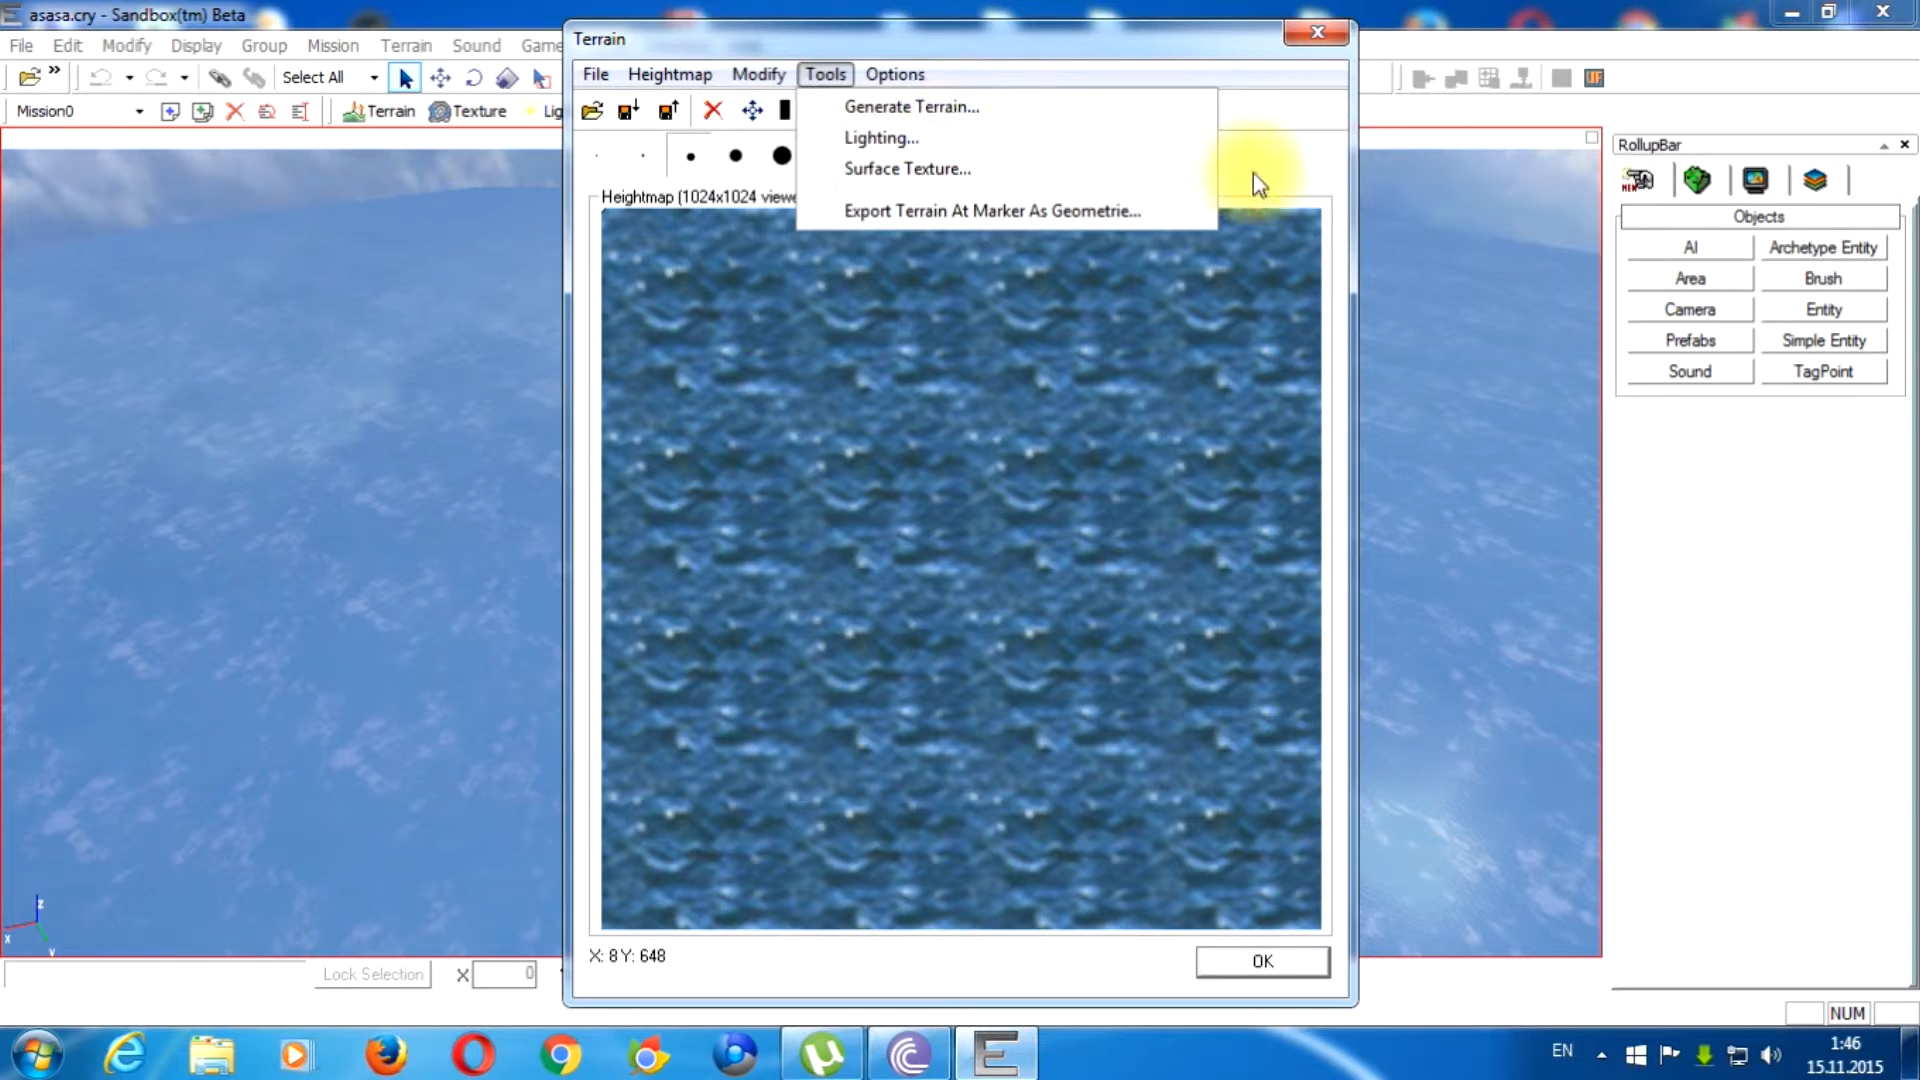 asasa.cry - Sandbox(tm) Beta
File Edit Modify Display Group Mission Terrain Sound Game
Select All
Mission0
Terrain
Texture
Terrain
File Heightmap Modify Tools Options
Generate Terrain...
Lighting...
Surface Texture...
Export Terrain At Marker As Geometrie...
Heightmap (1024x1024
X: 8 Y: 648
OK
RollupBar
Objects
AI Archetype Entity
Area Brush
Camera Entity
Prefabs Simple Entity
Sound TagPoint
z
x
Lock Selection
X 0
NUM
EN
1:46
15.11.2015